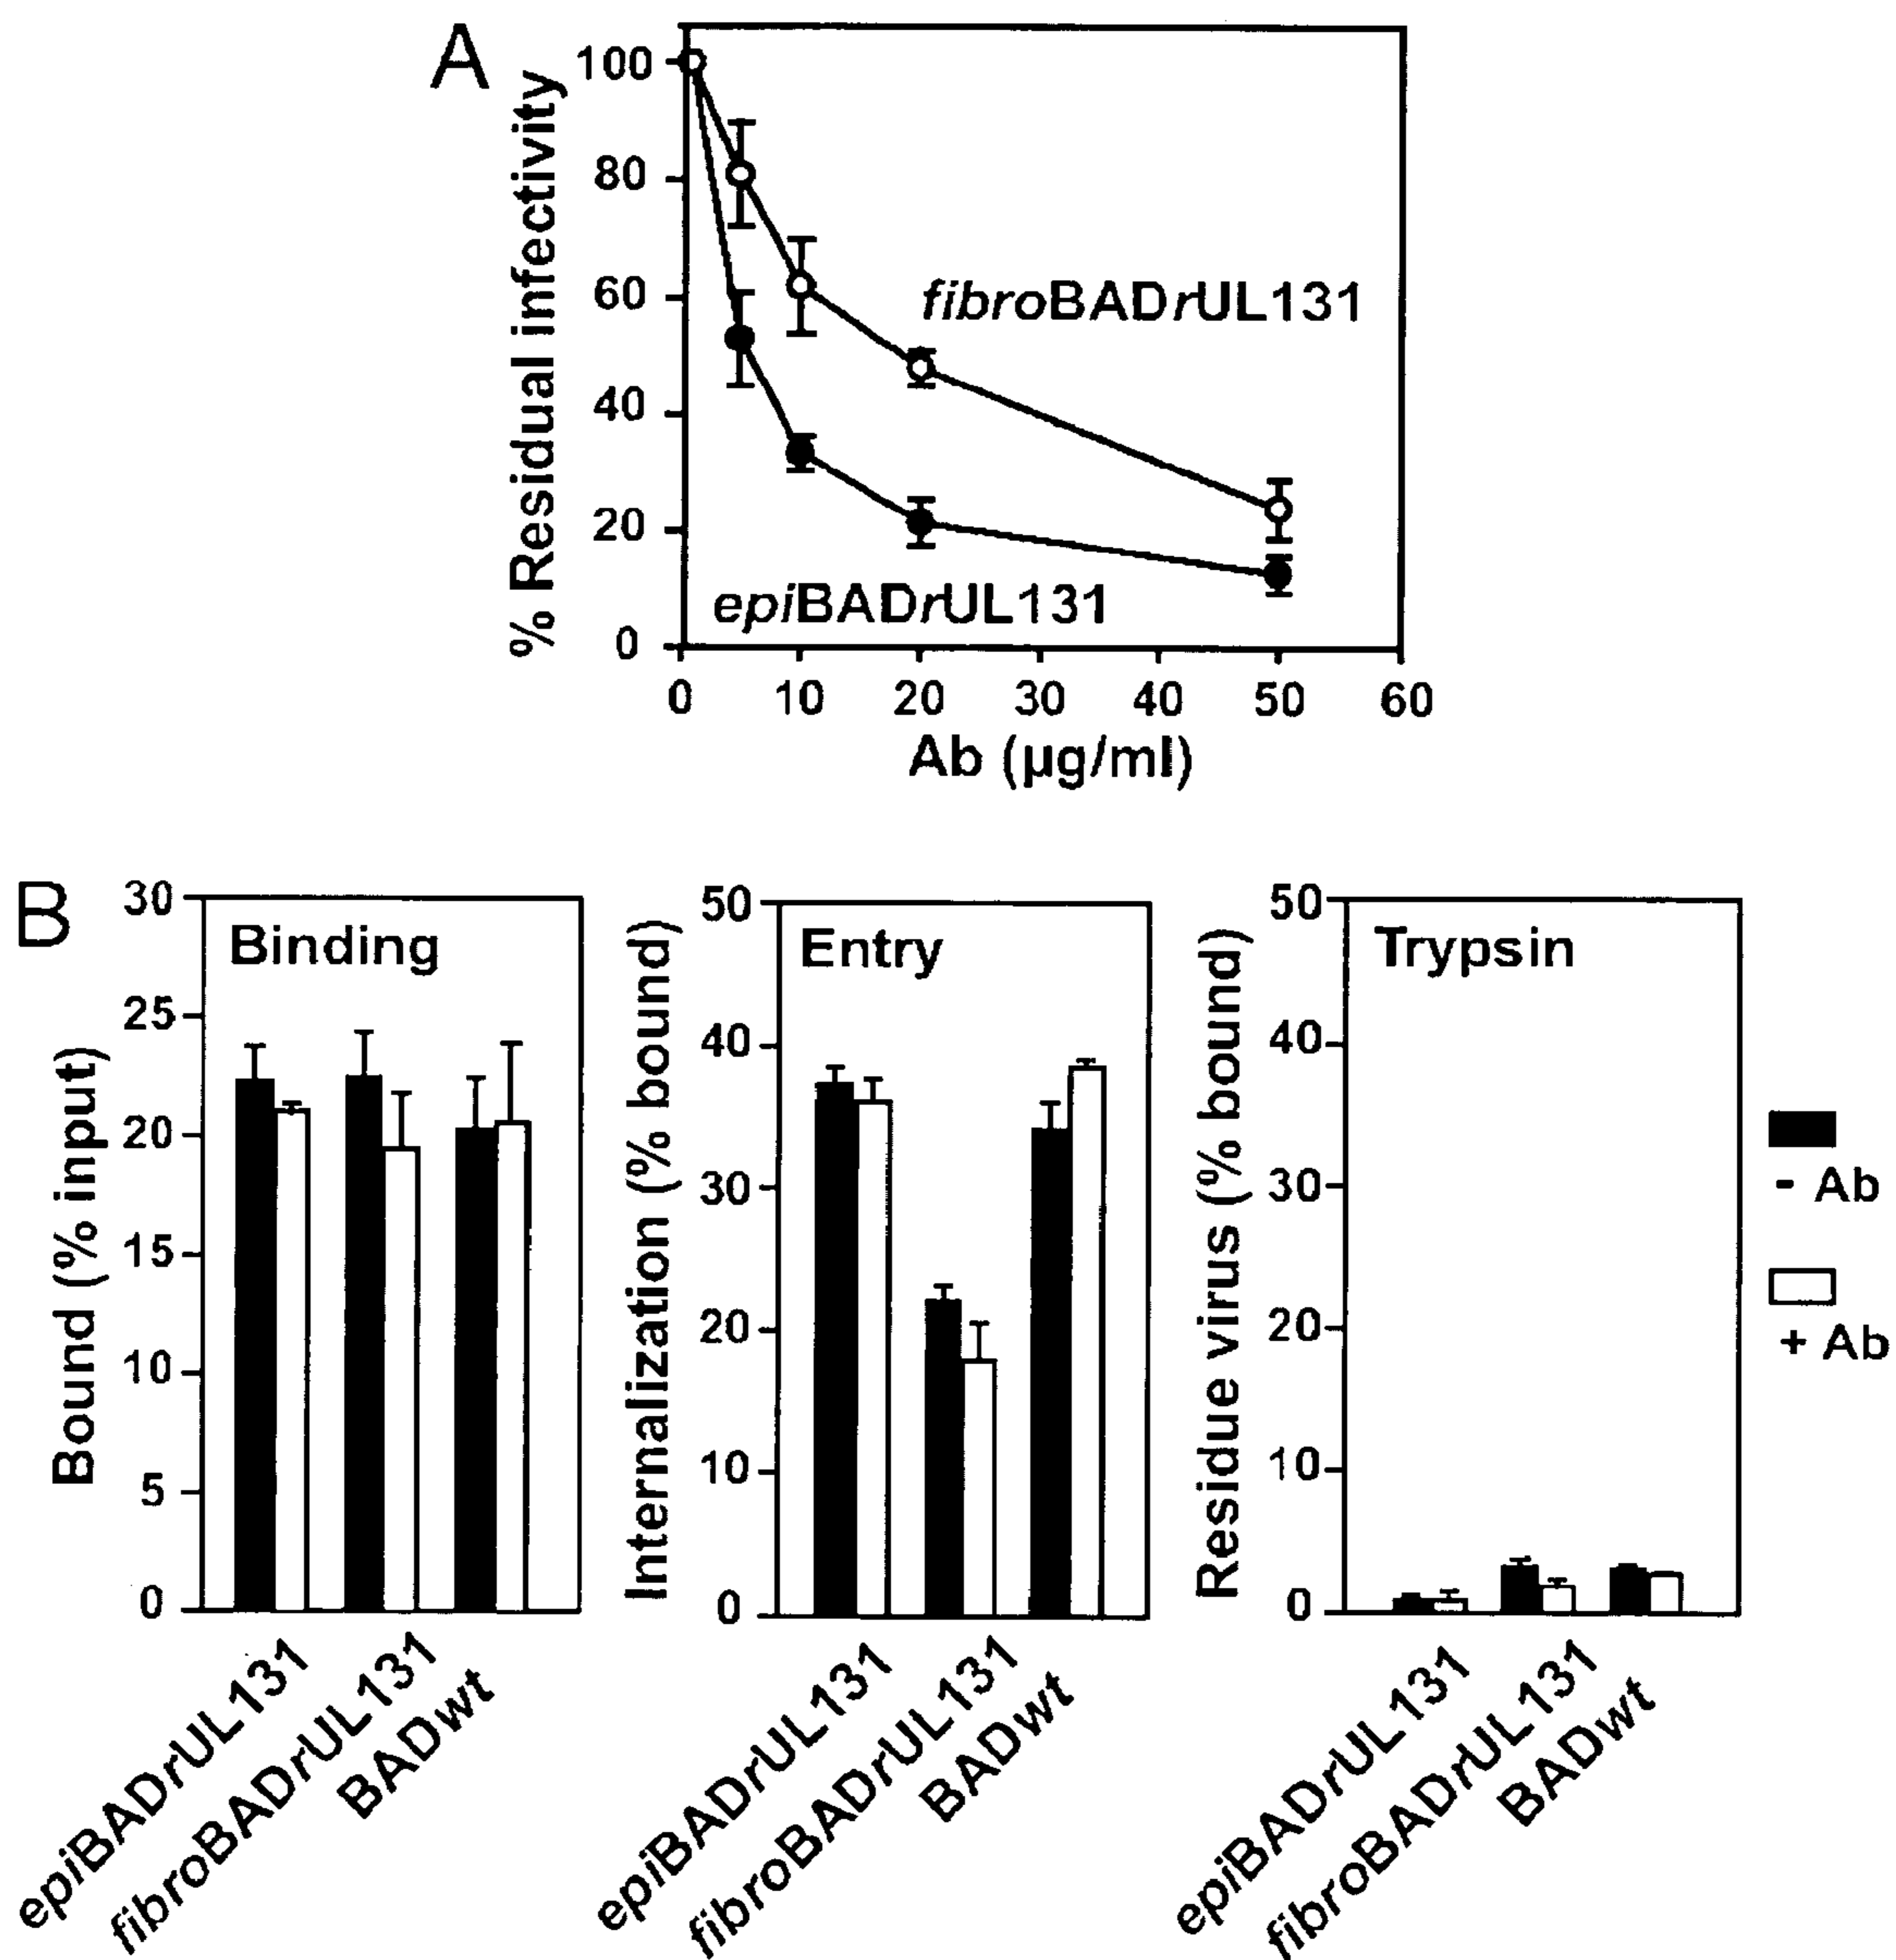 A
% Residual infectivity
100
80
60
40
20
0
fibroBADrUL131
epiBADrUL131
0 10 20 30 40 50 60
Ab (µg/ml)
B
Bound (% input)
30
25
20
15
10
5
0
Binding
epiBADrUL131
fibroBADrUL131
BADwt
Internalization (% bound)
50
40
30
20
10
0
Entry
epiBADrUL131
fibroBADrUL131
BADwt
Residue virus (% bound)
50
40
30
20
10
0
Trypsin
epiBADrUL131
fibroBADrUL131
BADwt
- Ab
+ Ab